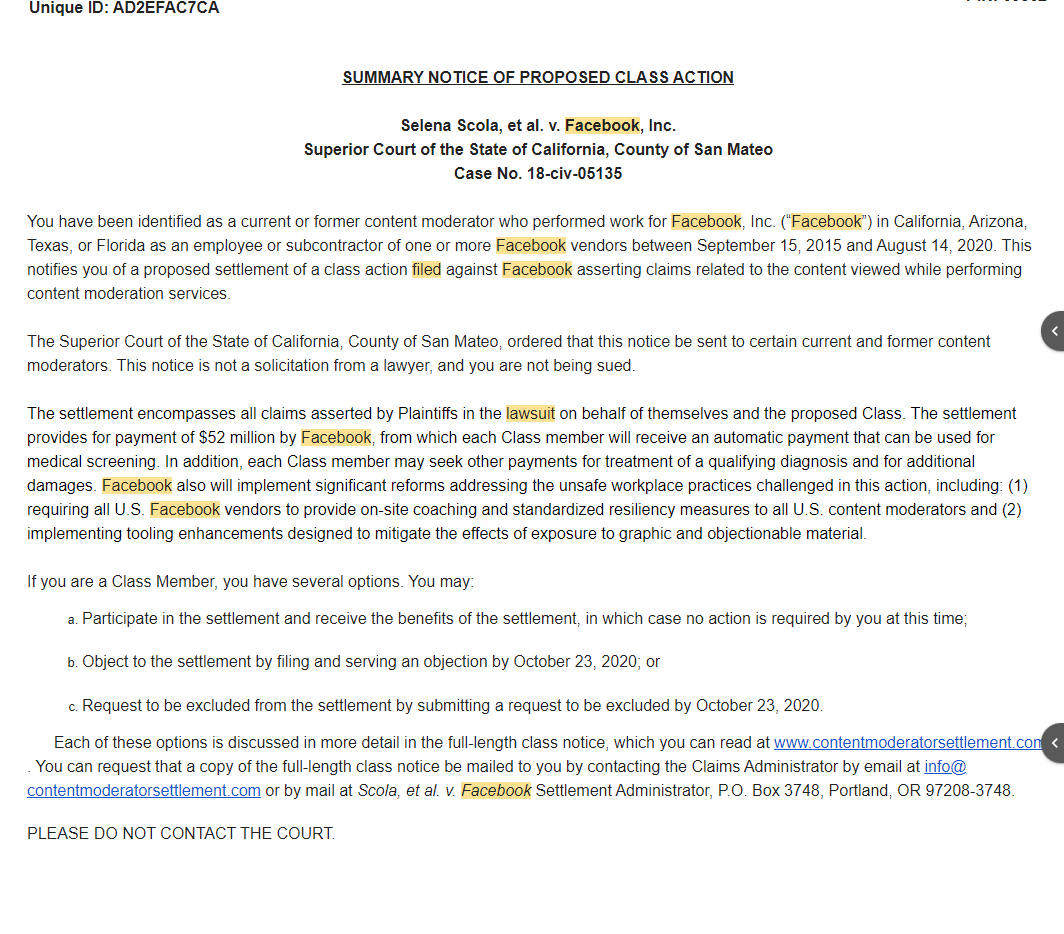 Unique ID: AD2EFAC7CA
SUMMARY NOTICE OF PROPOSED CLASS ACTION
Selena Scola, et al. v. Facebook, Inc.
Superior Court of the State of California, County of San Mateo
Case No. 18-civ-05135
You have been identified as a current or former content moderator who performed work for Facebook, Inc. (“Facebook”) in California, Arizona,
Texas, or Florida as an employee or subcontractor of one or more Facebook vendors between September 15, 2015 and August 14, 2020. This
notifies you of a proposed settlement of a class action filed against Facebook asserting claims related to the content viewed while performing
content moderation services.
The Superior Court of the State of California, County of San Mateo, ordered that this notice be sent to certain current and former content
moderators. This notice is not a solicitation from a lawyer, and you are not being sued.
The settlement encompasses all claims asserted by Plaintiffs in the lawsuit on behalf of themselves and the proposed Class. The settlement
provides for payment of $52 million by Facebook, from which each Class member will receive an automatic payment that can be used for
medical screening. In addition, each Class member may seek other payments for treatment of a qualifying diagnosis and for additional
damages. Facebook also will implement significant reforms addressing the unsafe workplace practices challenged in this action, including: (1)
requiring all U.S. Facebook vendors to provide on-site coaching and standardized resiliency measures to all U.S. content moderators and (2)
implementing tooling enhancements designed to mitigate the effects of exposure to graphic and objectionable material.
If you are a Class Member, you have several options. You may:
a. Participate in the settlement and receive the benefits of the settlement, in which case no action is required by you at this time;
b. Object to the settlement by filing and serving an objection by October 23, 2020; or
c. Request to be excluded from the settlement by submitting a request to be excluded by October 23, 2020.
Each of these options is discussed in more detail in the full-length class notice, which you can read at www.contentmoderatorsettlement.com
. You can request that a copy of the full-length class notice be mailed to you by contacting the Claims Administrator by email at info@
contentmoderatorsettlement.com or by mail at Scola, et al. v. Facebook Settlement Administrator, P.O. Box 3748, Portland, OR 97208-3748.
PLEASE DO NOT CONTACT THE COURT.